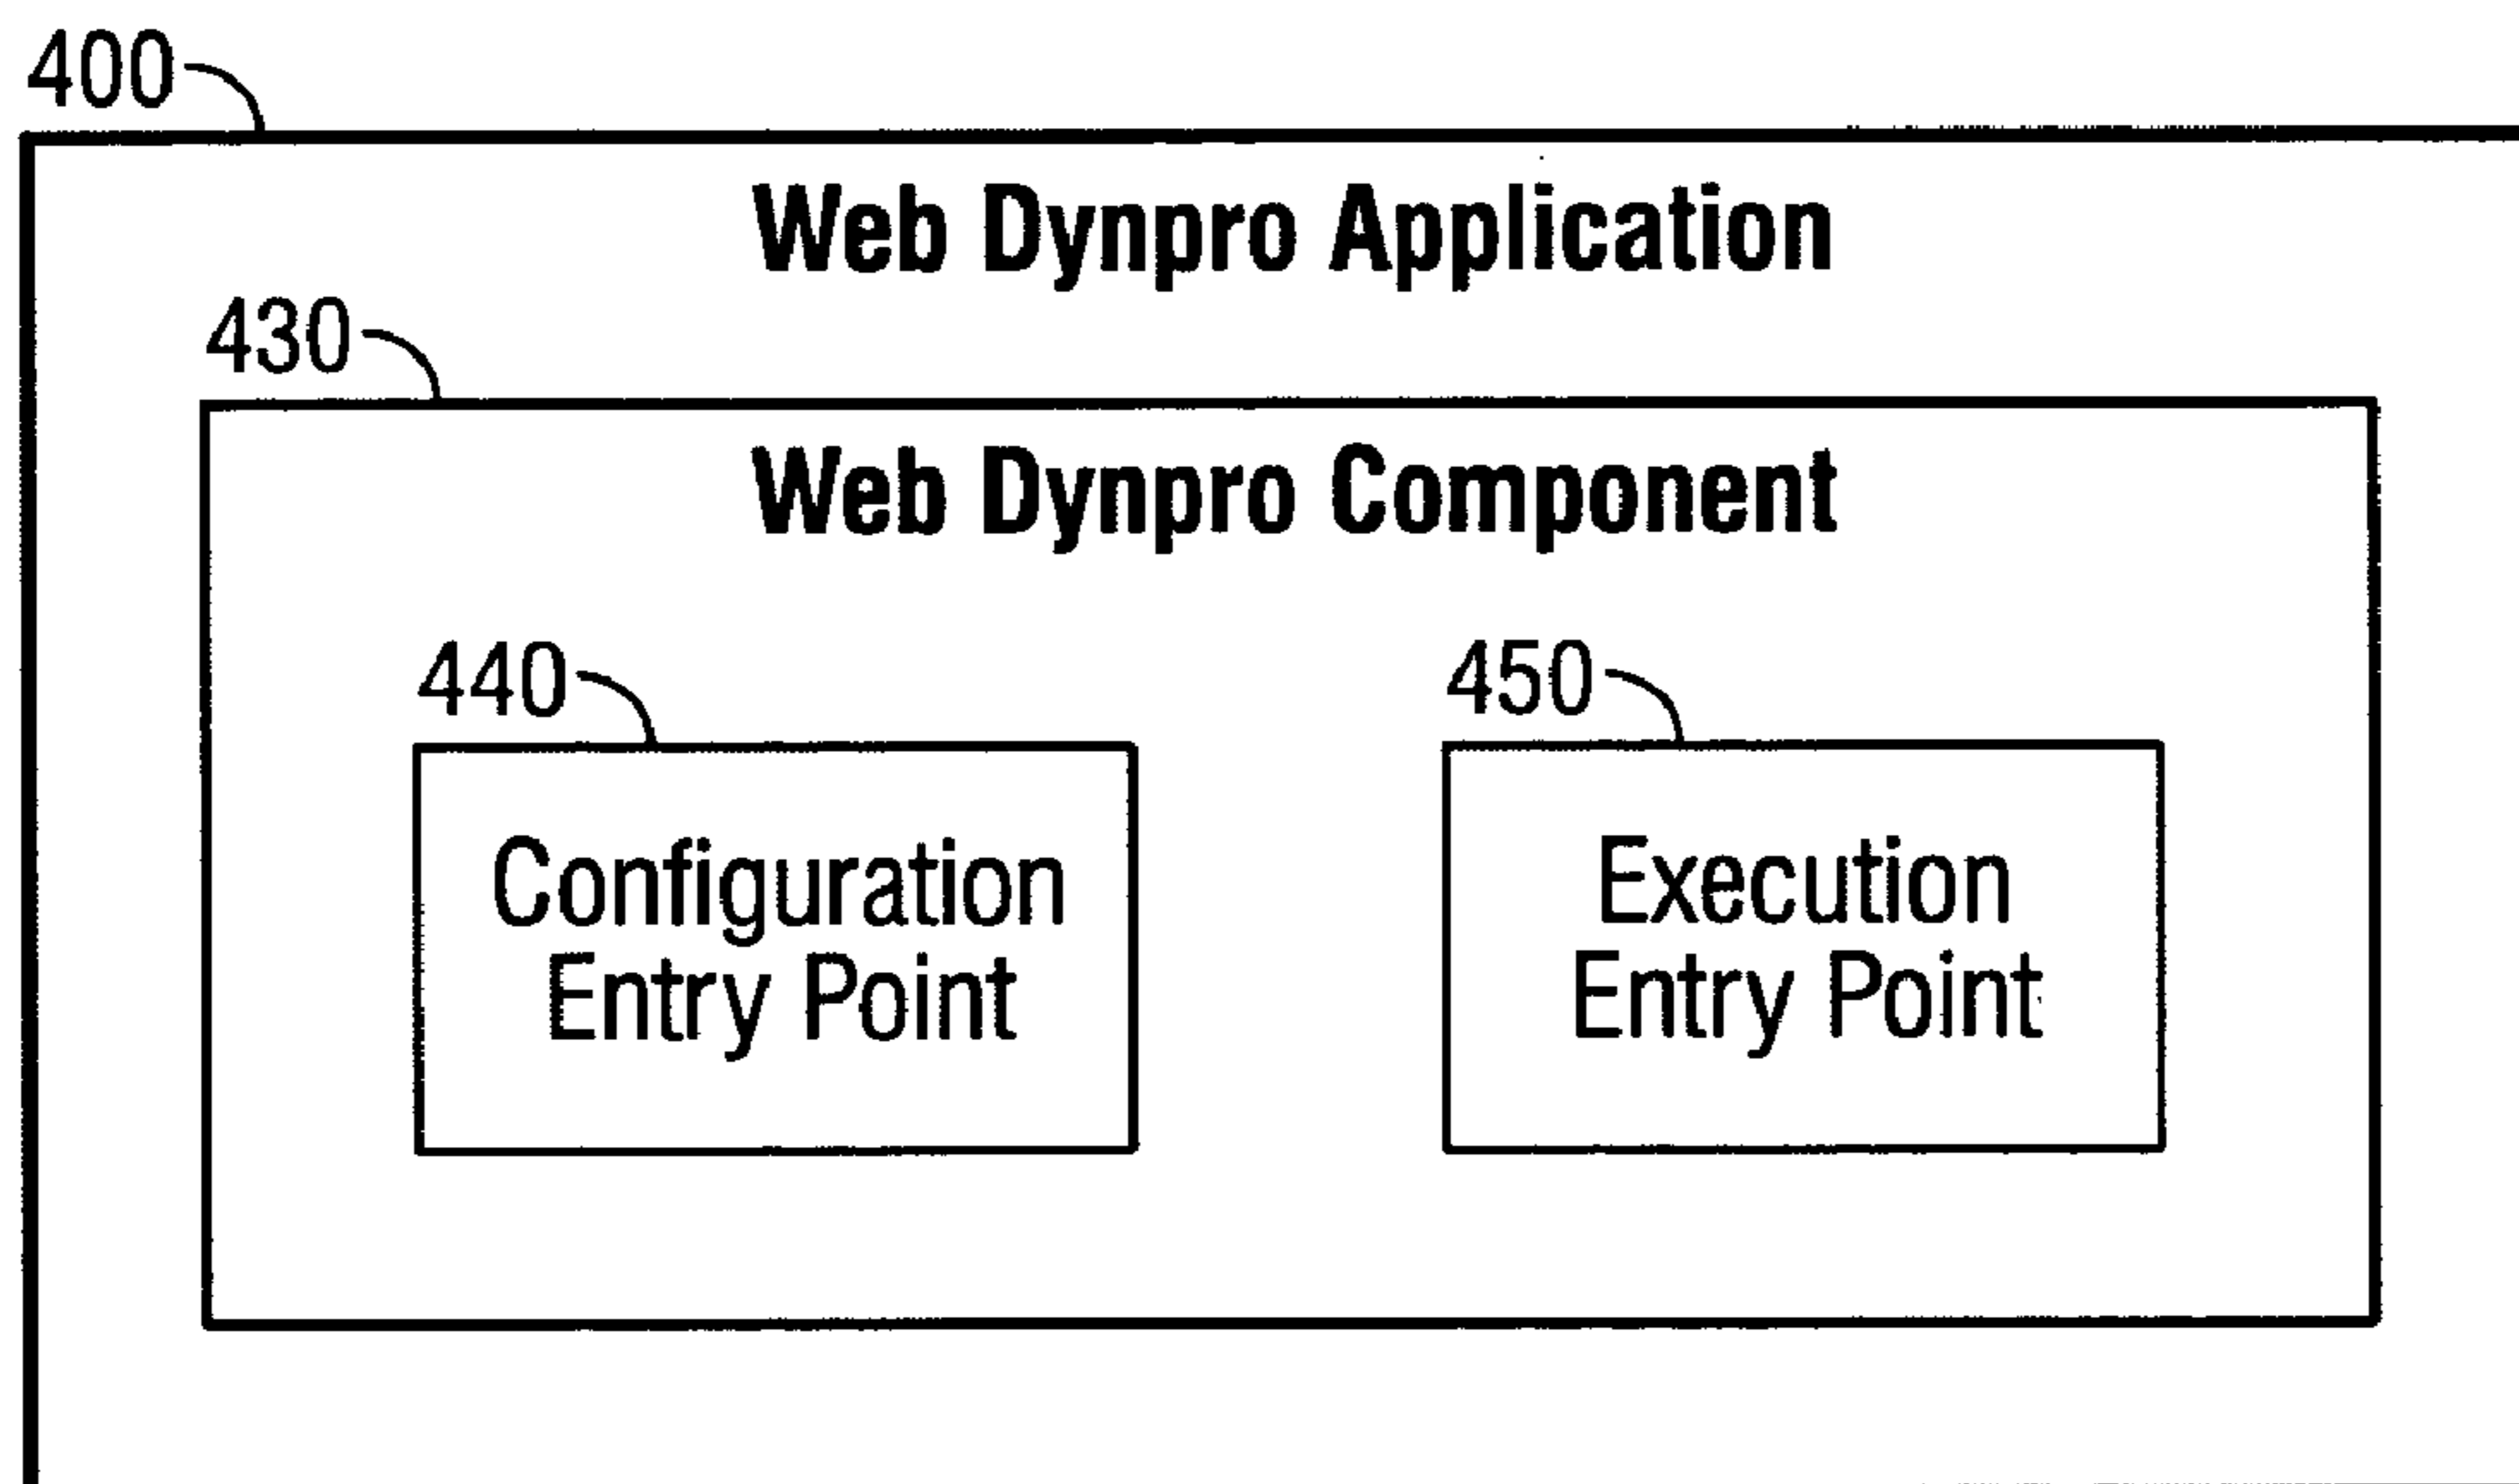 400
Web Dynpro Application
430
Web Dynpro Component
440
450
Configuration
Entry Point
Execution
Entry Point